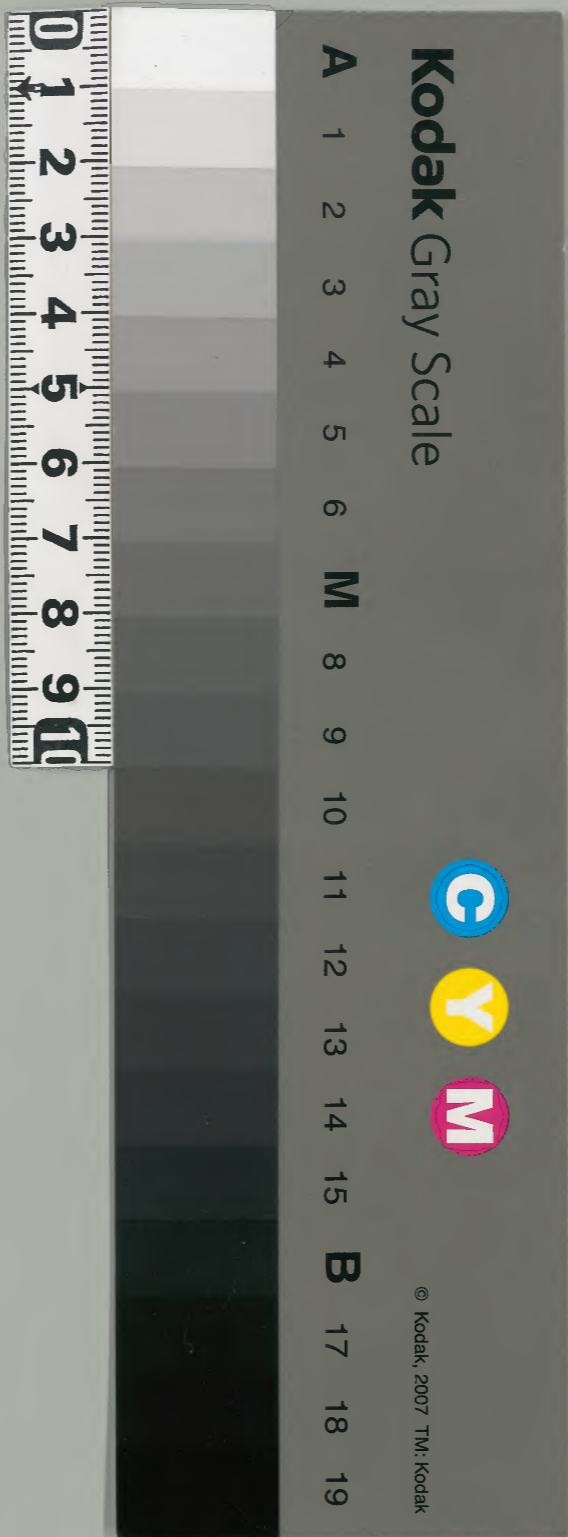 Kodak Gray Scale
C Y M
© Kodak, 2007 TM: Kodak
A 1 2 3 4 5 6 M 8 9 10 11 12 13 14 15 B 17 18 19
0 1 2 3 4 5 6 7 8 9 10